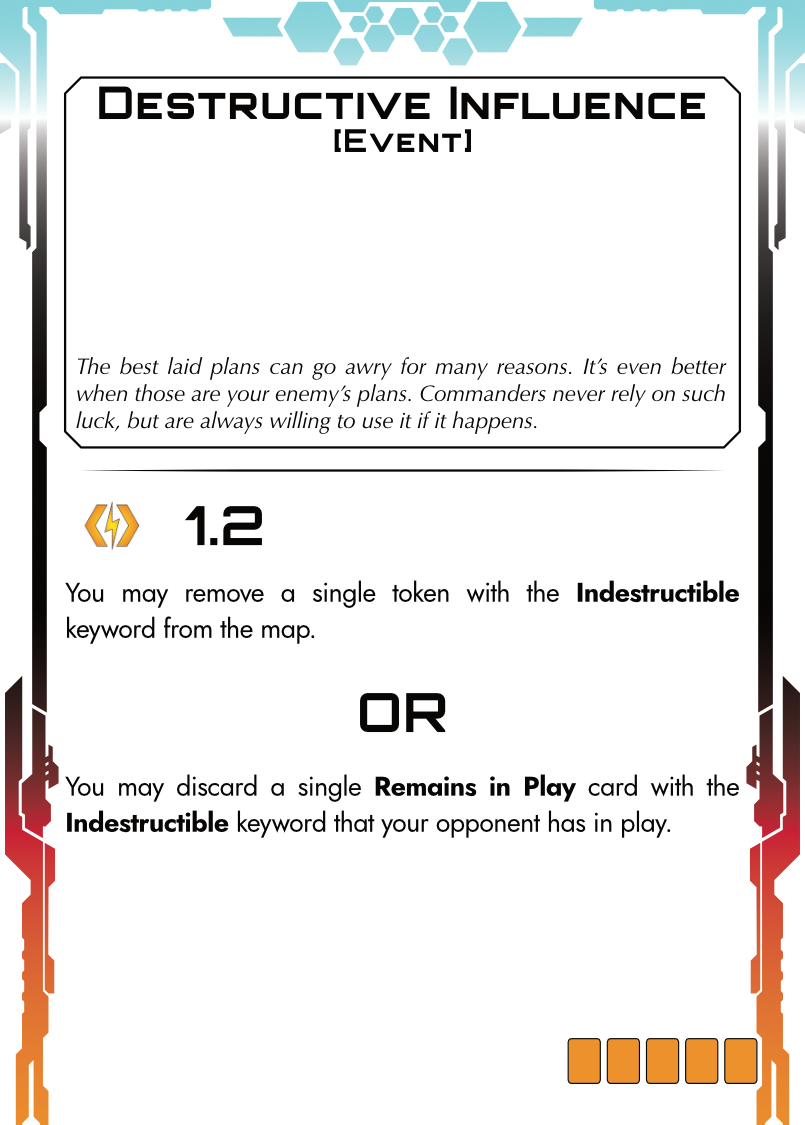 Destructive Influence
[Event]
The best laid plans can go awry for many reasons. It's even better
when those are your enemy's plans. Commanders never rely on such
luck, but are always willing to use it if it happens.
1.2
You may remove a single token with the Indestructible
keyword from the map.
OR
You may discard a single Remains in Play card with the
Indestructible keyword that your opponent has in play.